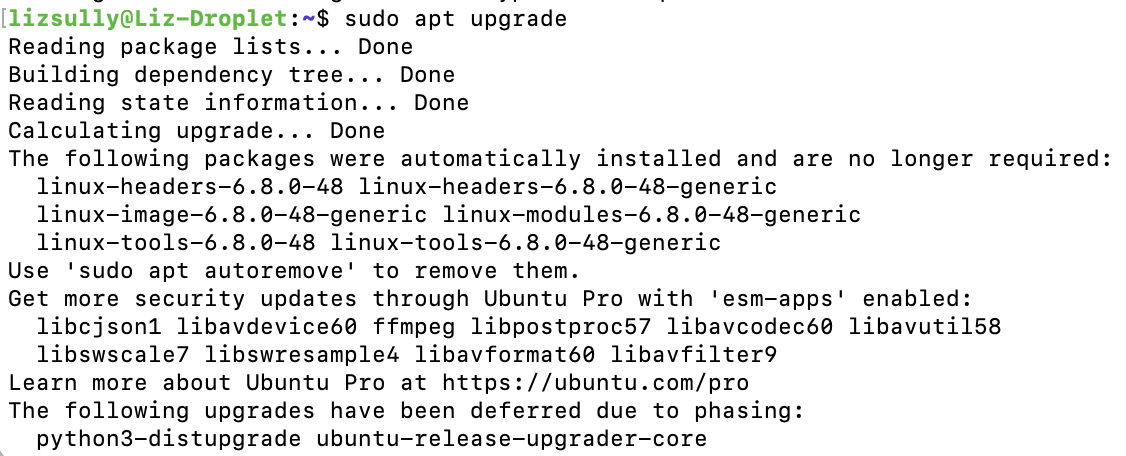 [lizsully@Liz-Droplet:~$ sudo apt upgrade
Reading package lists... Done
Building dependency tree... Done
Reading state information... Done
Calculating upgrade... Done
The following packages were automatically installed and are no longer required:
  linux-headers-6.8.0-48 linux-headers-6.8.0-48-generic
  linux-image-6.8.0-48-generic linux-modules-6.8.0-48-generic
  linux-tools-6.8.0-48 linux-tools-6.8.0-48-generic
Use 'sudo apt autoremove' to remove them.
Get more security updates through Ubuntu Pro with 'esm-apps' enabled:
  libcjson1 libavdevice60 ffmpeg libpostproc57 libavcodec60 libavutil58
  libswscale7 libswresample4 libavformat60 libavfilter9
Learn more about Ubuntu Pro at https://ubuntu.com/pro
The following upgrades have been deferred due to phasing:
  python3-distupgrade ubuntu-release-upgrader-core